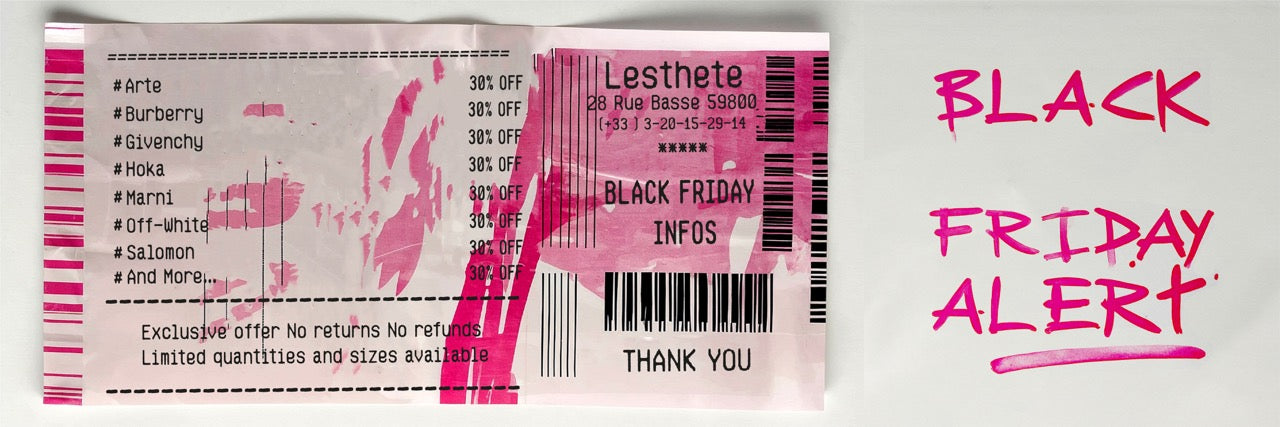 #Arte 30% OFF
#Burberry 30% OFF
#Givenchy 30% OFF
#Hoka 30% OFF
#Marni 30% OFF
#Off-White 30% OFF
#Salomon 30% OFF
#And More... 30% OFF
Exclusive offer No returns No refunds
Limited quantities and sizes available
Lesthete
28 Rue Basse 59800
(+33 ) 3-20-15-29-14
*****
BLACK FRIDAY
INFOS
THANK YOU
BLACK
FRIDAY
ALERT